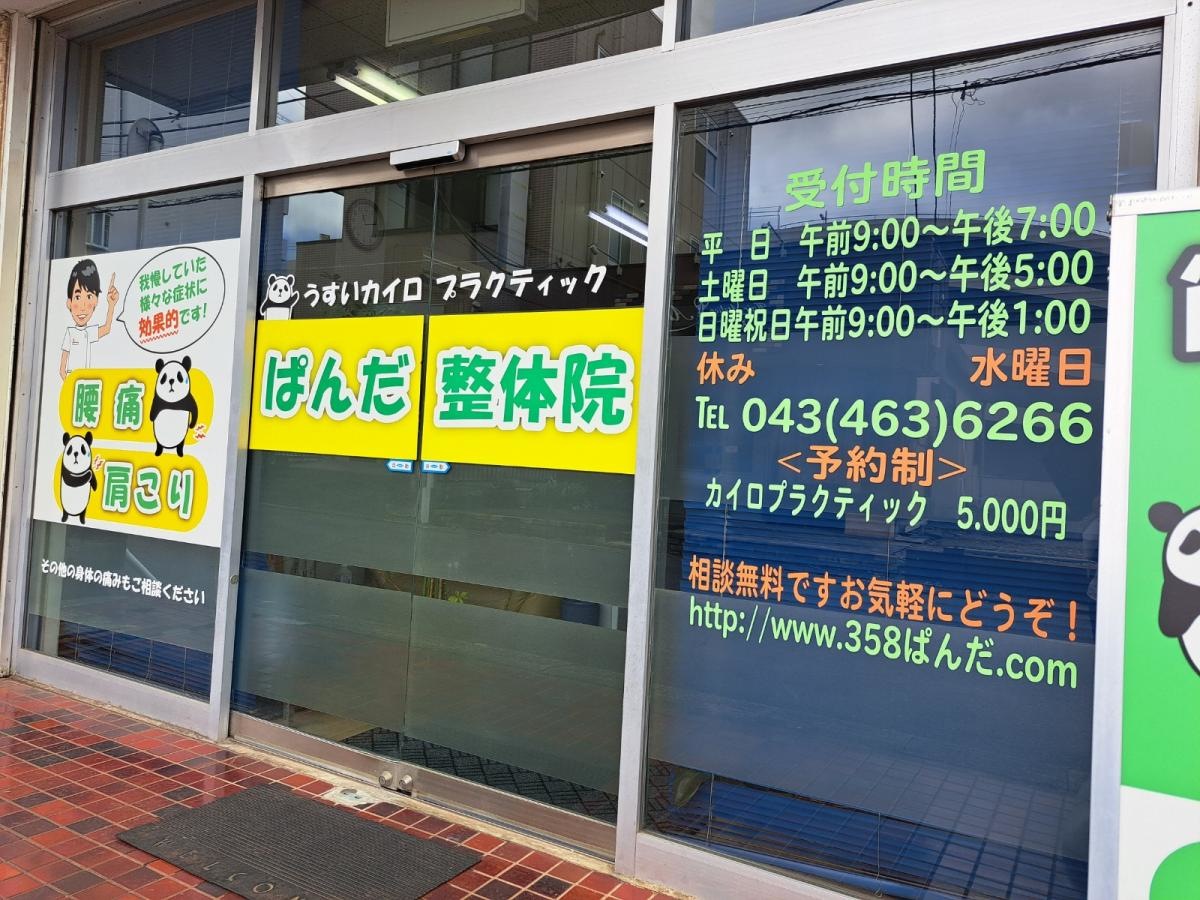 我慢していた
様々な症状に
効果的です!
腰痛
肩こり
その他の身体の痛みもご相談ください
うすいカイロ プラクティック
ぱんだ 整体院
受付時間
平 日 午前9:00～午後7:00
土曜日 午前9:00～午後5:00
日曜祝日午前9:00～午後1:00
休み 水曜日
TEL 043(463)6266
<予約制>
カイロプラクティック 5.000円
相談無料ですお気軽にどうぞ！
http://www.358ぱんだ.com